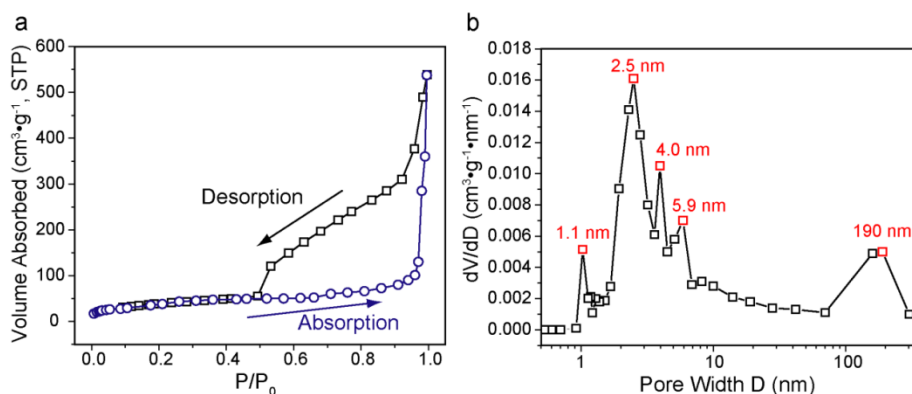 a
Volume Absorbed (cm³•g⁻¹, STP)
600
500
400
300
200
100
0
Desorption
Absorption
0.0 0.2 0.4 0.6 0.8 1.0
P/P₀
b
dV/dD (cm³•g⁻¹•nm⁻¹)
0.018
0.016
0.014
0.012
0.010
0.008
0.006
0.004
0.002
0.000
2.5 nm
4.0 nm
5.9 nm
1.1 nm
190 nm
1 10 100
Pore Width D (nm)